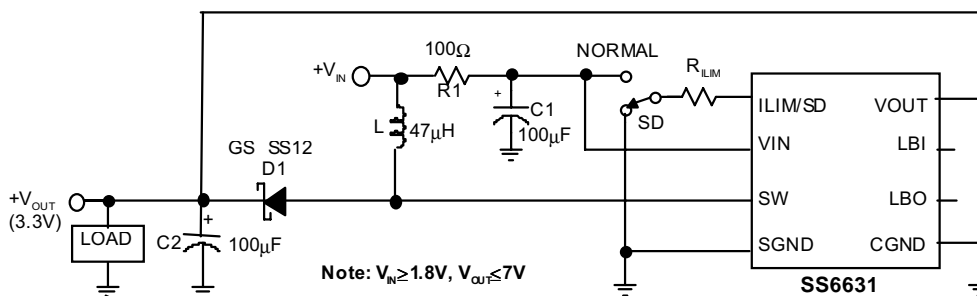 100Ω
NORMAL
+VIN
R1
RILIM
+
C1
100μF
SD
L
47μH
GS SS12
D1
ILIM/SD
VOUT
VIN
LBI
SW
LBO
SGND
CGND
SS6631
+VOUT
(3.3V)
LOAD
+
C2
100μF
Note: VIN≥1.8V, VOUT≤7V